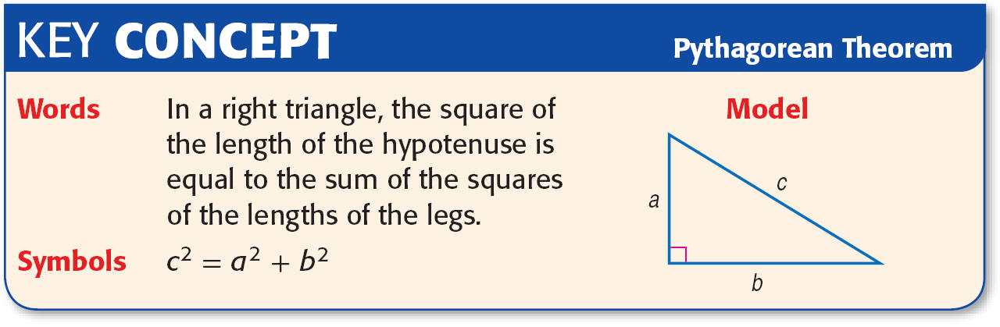 KEY CONCEPT
Pythagorean Theorem
Words
In a right triangle, the square of
the length of the hypotenuse is
equal to the sum of the squares
of the lengths of the legs.
Symbols
c² = a² + b²
Model
a
c
b